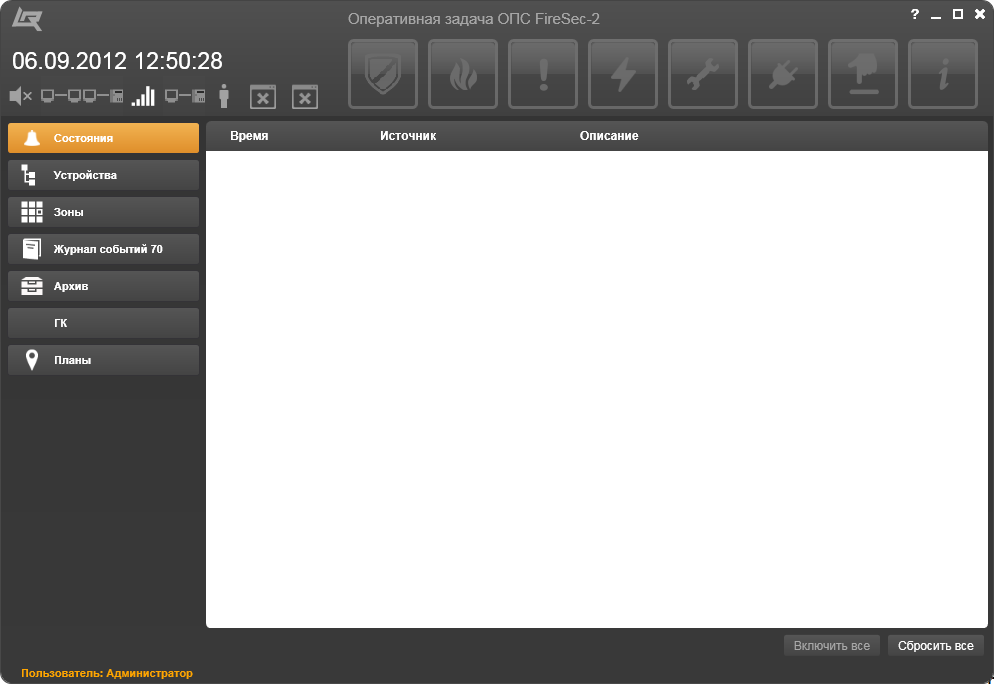 Оперативная задача ОПС FireSec-2
?
06.09.2012 12:50:28
Состояния
Устройства
Зоны
Журнал событий 70
Архив
ГК
Планы
Время Источник Описание
Включить все Сбросить все
Пользователь: Администратор